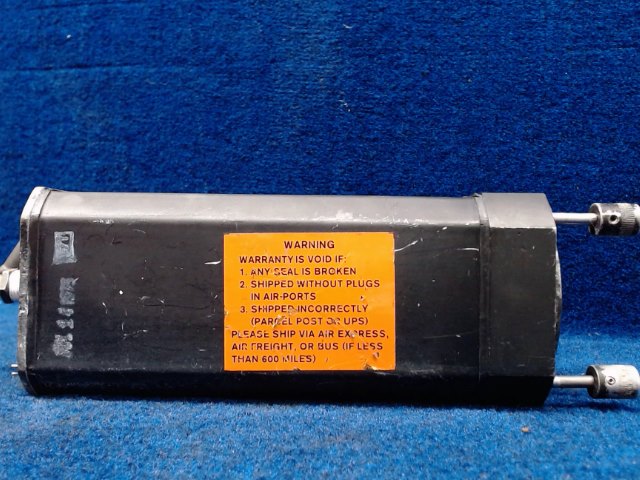 WARNING
WARRANTY IS VOID IF:
1. ANY SEAL IS BROKEN
2. SHIPPED WITHOUT PLUGS
IN AIR-PORTS
3. SHIPPED INCORRECTLY
(PARCEL POST OR UPS)
PLEASE SHIP VIA AIR EXPRESS,
AIR FREIGHT, OR BUS (IF LESS
THAN 600 MILES)